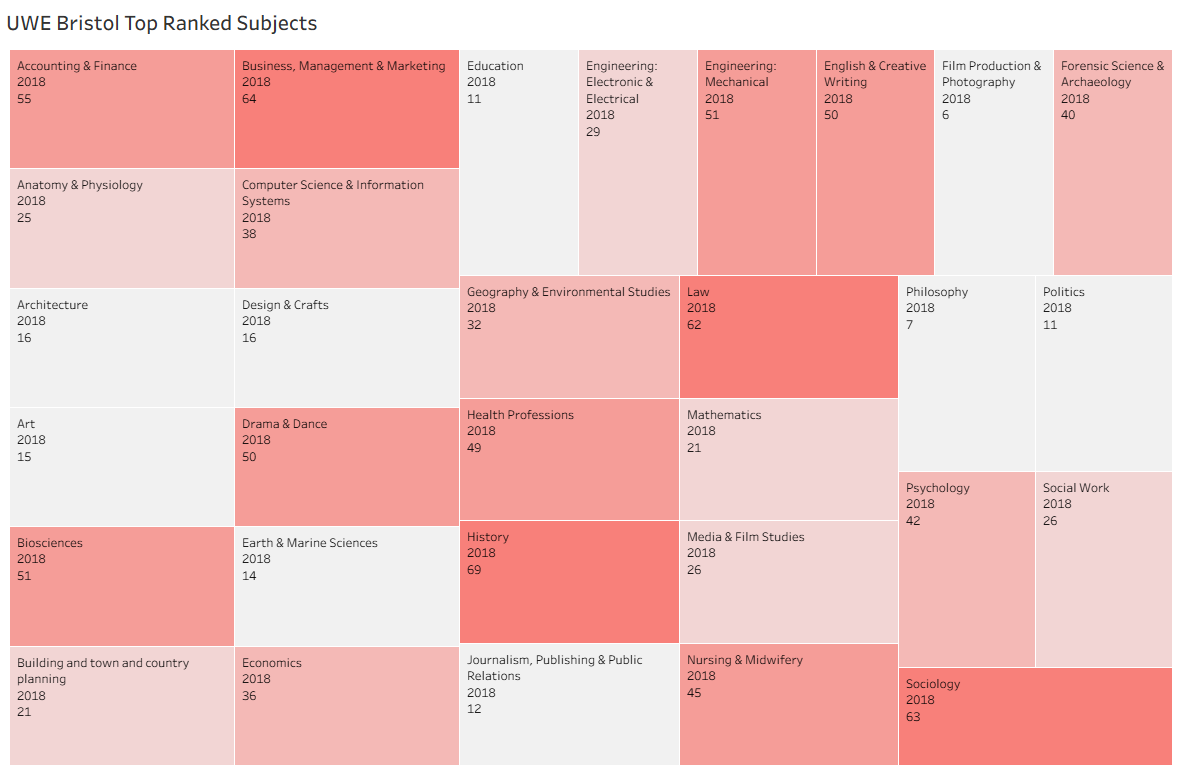 UWE Bristol Top Ranked Subjects
Accounting & Finance
2018
55
Business, Management & Marketing
2018
64
Education
2018
11
Engineering:
Electronic &
Electrical
2018
29
Engineering:
Mechanical
2018
51
English & Creative
Writing
2018
50
Film Production &
Photography
2018
6
Forensic Science &
Archaeology
2018
40
Anatomy & Physiology
2018
25
Computer Science & Information
Systems
2018
38
Architecture
2018
16
Design & Crafts
2018
16
Geography & Environmental Studies
2018
32
Law
2018
62
Philosophy
2018
7
Politics
2018
11
Art
2018
15
Drama & Dance
2018
50
Health Professions
2018
49
Mathematics
2018
21
Psychology
2018
42
Social Work
2018
26
Biosciences
2018
51
Earth & Marine Sciences
2018
14
History
2018
69
Media & Film Studies
2018
26
Building and town and country
planning
2018
21
Economics
2018
36
Journalism, Publishing & Public
Relations
2018
12
Nursing & Midwifery
2018
45
Sociology
2018
63